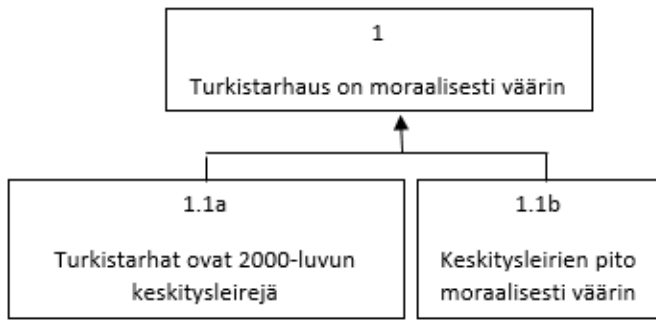 1
Turkistarhaus on moraalisesti väärin
1.1a
Turkistarhat ovat 2000-luvun
keskitysleirejä
1.1b
Keskitysleirien pito
moraalisesti väärin